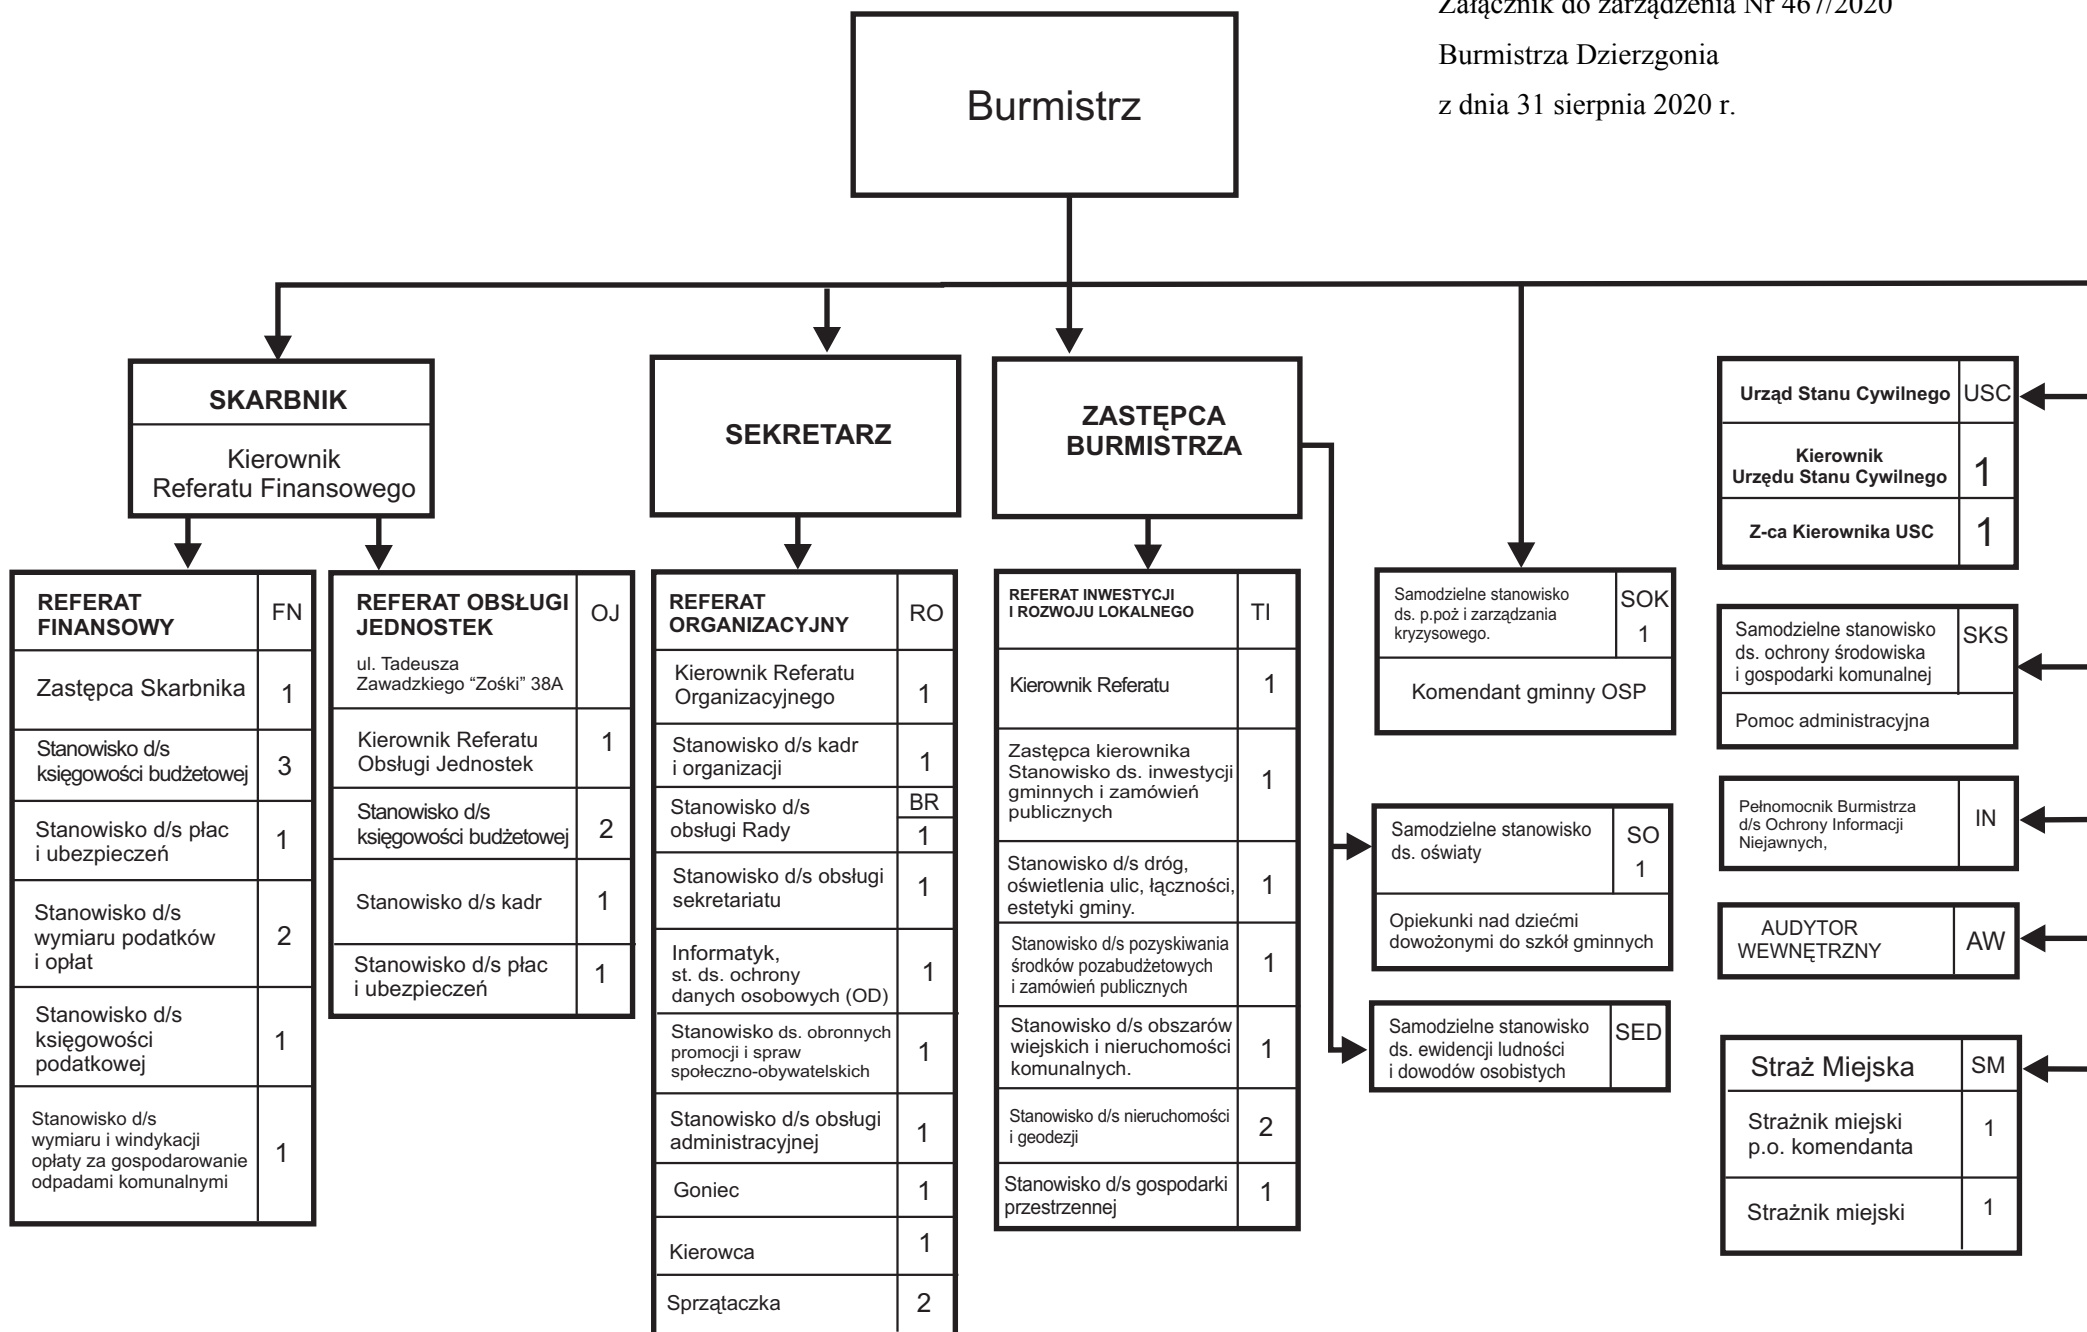 Załącznik do zarządzenia Nr 467/2020
Burmistrza Dzierzgonia
z dnia 31 sierpnia 2020 r.
Burmistrz
SKARBNIK
Kierownik
Referatu Finansowego
SEKRETARZ
ZASTĘPCA
BURMISTRZA
REFERAT
FINANSOWY
FN
Zastępca Skarbnika
1
Stanowisko d/s
księgowości budżetowej
3
Stanowisko d/s płac
i ubezpieczeń
1
Stanowisko d/s
wymiaru podatków
i opłat
2
Stanowisko d/s
księgowości
podatkowej
1
Stanowisko d/s
wymiaru i windykacji
opłaty za gospodarowanie
odpadami komunalnymi
1
REFERAT OBSŁUGI
JEDNOSTEK
ul. Tadeusza
Zawadzkiego “Zośki” 38A
OJ
Kierownik Referatu
Obsługi Jednostek
1
Stanowisko d/s
księgowości budżetowej
2
Stanowisko d/s kadr
1
Stanowisko d/s płac
i ubezpieczeń
1
REFERAT
ORGANIZACYJNY
RO
Kierownik Referatu
Organizacyjnego
1
Stanowisko d/s kadr
i organizacji
1
Stanowisko d/s
obsługi Rady
BR
1
Stanowisko d/s obsługi
sekretariatu
1
Informatyk,
st. ds. ochrony
danych osobowych (OD)
1
Stanowisko ds. obronnych
promocji i spraw
społeczno-obywatelskich
1
Stanowisko d/s obsługi
administracyjnej
1
Goniec
1
Kierowca
1
Sprzątaczka
2
REFERAT INWESTYCJI
I ROZWOJU LOKALNEGO
TI
Kierownik Referatu
1
Zastępca kierownika
Stanowisko ds. inwestycji
gminnych i zamówień
publicznych
1
Stanowisko d/s dróg,
oświetlenia ulic, łączności,
estetyki gminy.
1
Stanowisko d/s pozyskiwania
środków pozabudżetowych
i zamówień publicznych
1
Stanowisko d/s obszarów
wiejskich i nieruchomości
komunalnych.
1
Stanowisko d/s nieruchomości
i geodezji
2
Stanowisko d/s gospodarki
przestrzennej
1
Samodzielne stanowisko
ds. p.poż i zarządzania
kryzysowego.
SOK
1
Komendant gminny OSP
Samodzielne stanowisko
ds. oświaty
SO
1
Opiekunki nad dziećmi
dowożonymi do szkół gminnych
Samodzielne stanowisko
ds. ewidencji ludności
i dowodów osobistych
SED
Urząd Stanu Cywilnego
USC
Kierownik
Urzędu Stanu Cywilnego
1
Z-ca Kierownika USC
1
Samodzielne stanowisko
ds. ochrony środowiska
i gospodarki komunalnej
SKS
Pomoc administracyjna
Pełnomocnik Burmistrza
d/s Ochrony Informacji
Niejawnych,
IN
AUDYTOR
WEWNĘTRZNY
AW
Straż Miejska
SM
Strażnik miejski
p.o. komendanta
1
Strażnik miejski
1